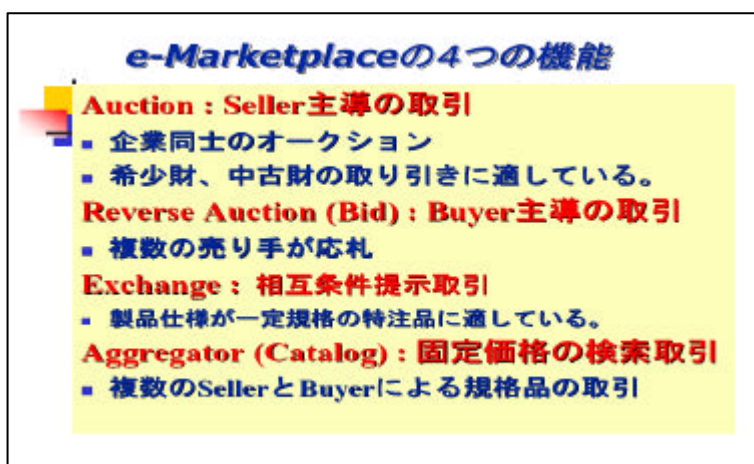 e-Marketplaceの4つの機能
Auction : Seller主導の取引
企業同士のオークション
希少財、中古財の取り引きに適している。
Reverse Auction (Bid) : Buyer主導の取引
複数の売り手が応札
Exchange : 相互条件提示取引
製品仕様が一定規格の特注品に適している。
Aggregator (Catalog) : 固定価格の検索取引
複数のSellerとBuyerによる規格品の取引